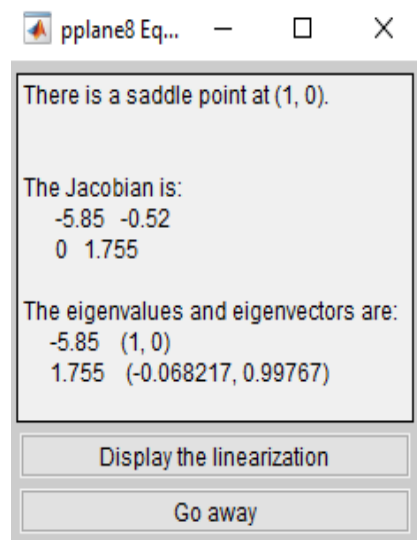 pplane8 Eq...
There is a saddle point at (1, 0).
The Jacobian is:
-5.85 -0.52
0 1.755
The eigenvalues and eigenvectors are:
-5.85 (1, 0)
1.755 (-0.068217, 0.99767)
Display the linearization
Go away